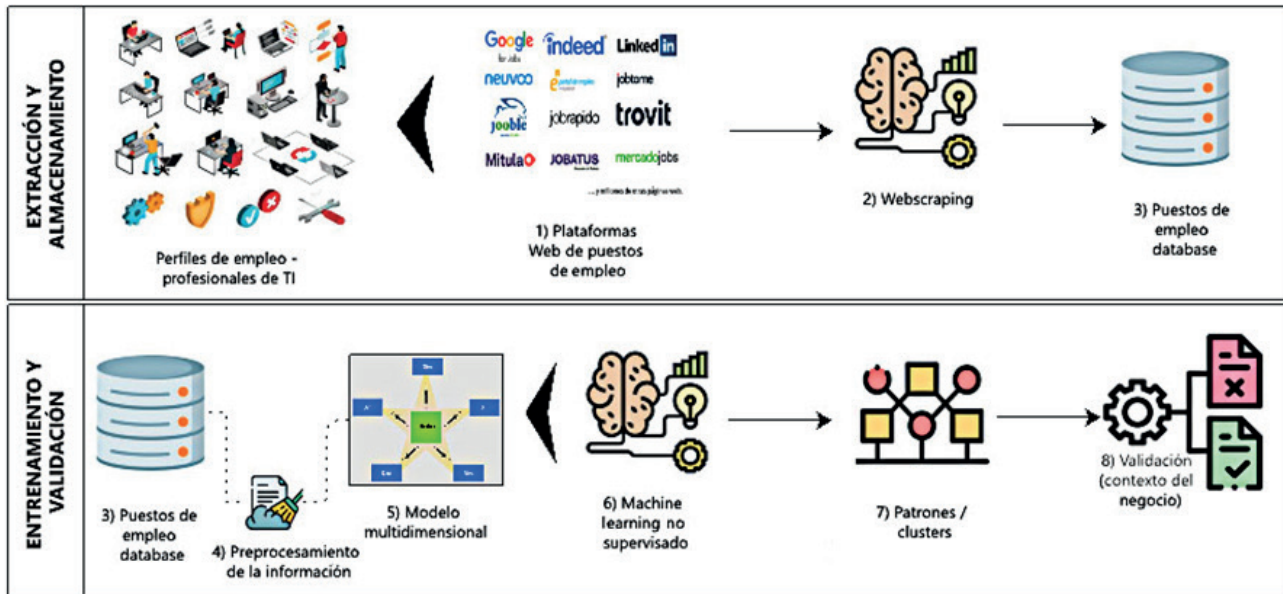 EXTRACCIÓN Y
ALMACENAMIENTO
Perfiles de empleo -
profesionales de TI
Google
for Jobs
indeed
Linked in
neuvoo
jobtome
jooble
jobrapido
trovit
Mitula
JOBATUS
mercadojobs
1) Plataformas
Web de puestos
de empleo
2) Webscraping
3) Puestos de
empleo
database
ENTRENAMIENTO Y
VALIDACIÓN
3) Puestos de
empleo
database
4) Preprocesamiento
de la información
5) Modelo
multidimensional
6) Machine
learning no
supervisado
7) Patrones /
clusters
8) Validación
(contexto del
negocio)